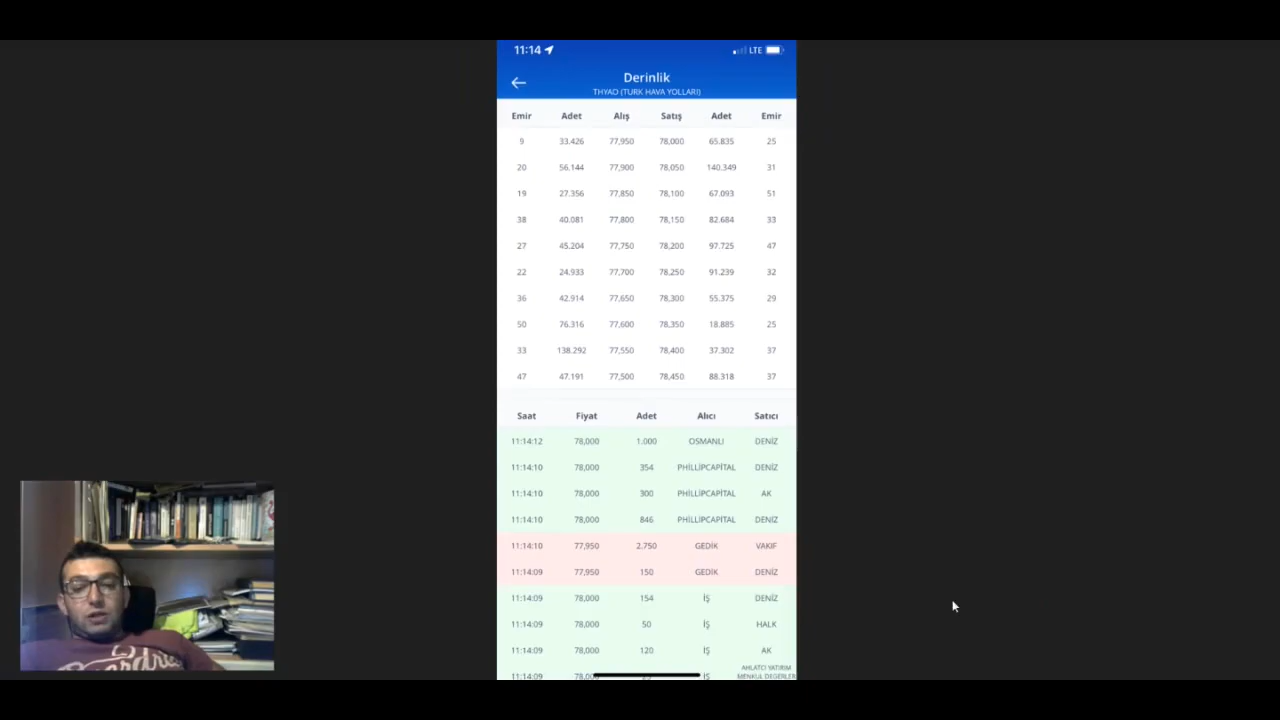 11:14 LTE
Derinlik
THYAO (TURK HAVA YOLLARI)
Emir Adet Alış Satış Adet Emir
9 33.426 77,950 78,000 65.835 25
20 56.144 77,900 78,050 140.349 31
19 27.356 77,850 78,100 67.093 51
38 40.081 77,800 78,150 82.684 33
27 45.204 77,750 78,200 97.725 47
22 24.933 77,700 78,250 91.239 32
36 42.914 77,650 78,300 55.375 29
50 76.316 77,600 78,350 18.885 25
33 138.292 77,550 78,400 37.302 37
47 47.191 77,500 78,450 88.318 37
Saat Fiyat Adet Alıcı Satıcı
11:14:12 78,000 1.000 OSMANLI DENİZ
11:14:10 78,000 354 PHİLLİPCAPİTAL DENİZ
11:14:10 78,000 300 PHİLLİPCAPİTAL AK
11:14:10 78,000 846 PHİLLİPCAPİTAL DENİZ
11:14:10 77,950 2.750 GEDİK VAKIF
11:14:09 77,950 150 GEDİK DENİZ
11:14:09 78,000 154 İŞ DENİZ
11:14:09 78,000 50 İŞ HALK
11:14:09 78,000 120 İŞ AK
11:14:09 İŞ
AHLATCI YATIRIM
MENKUL DEGERLER